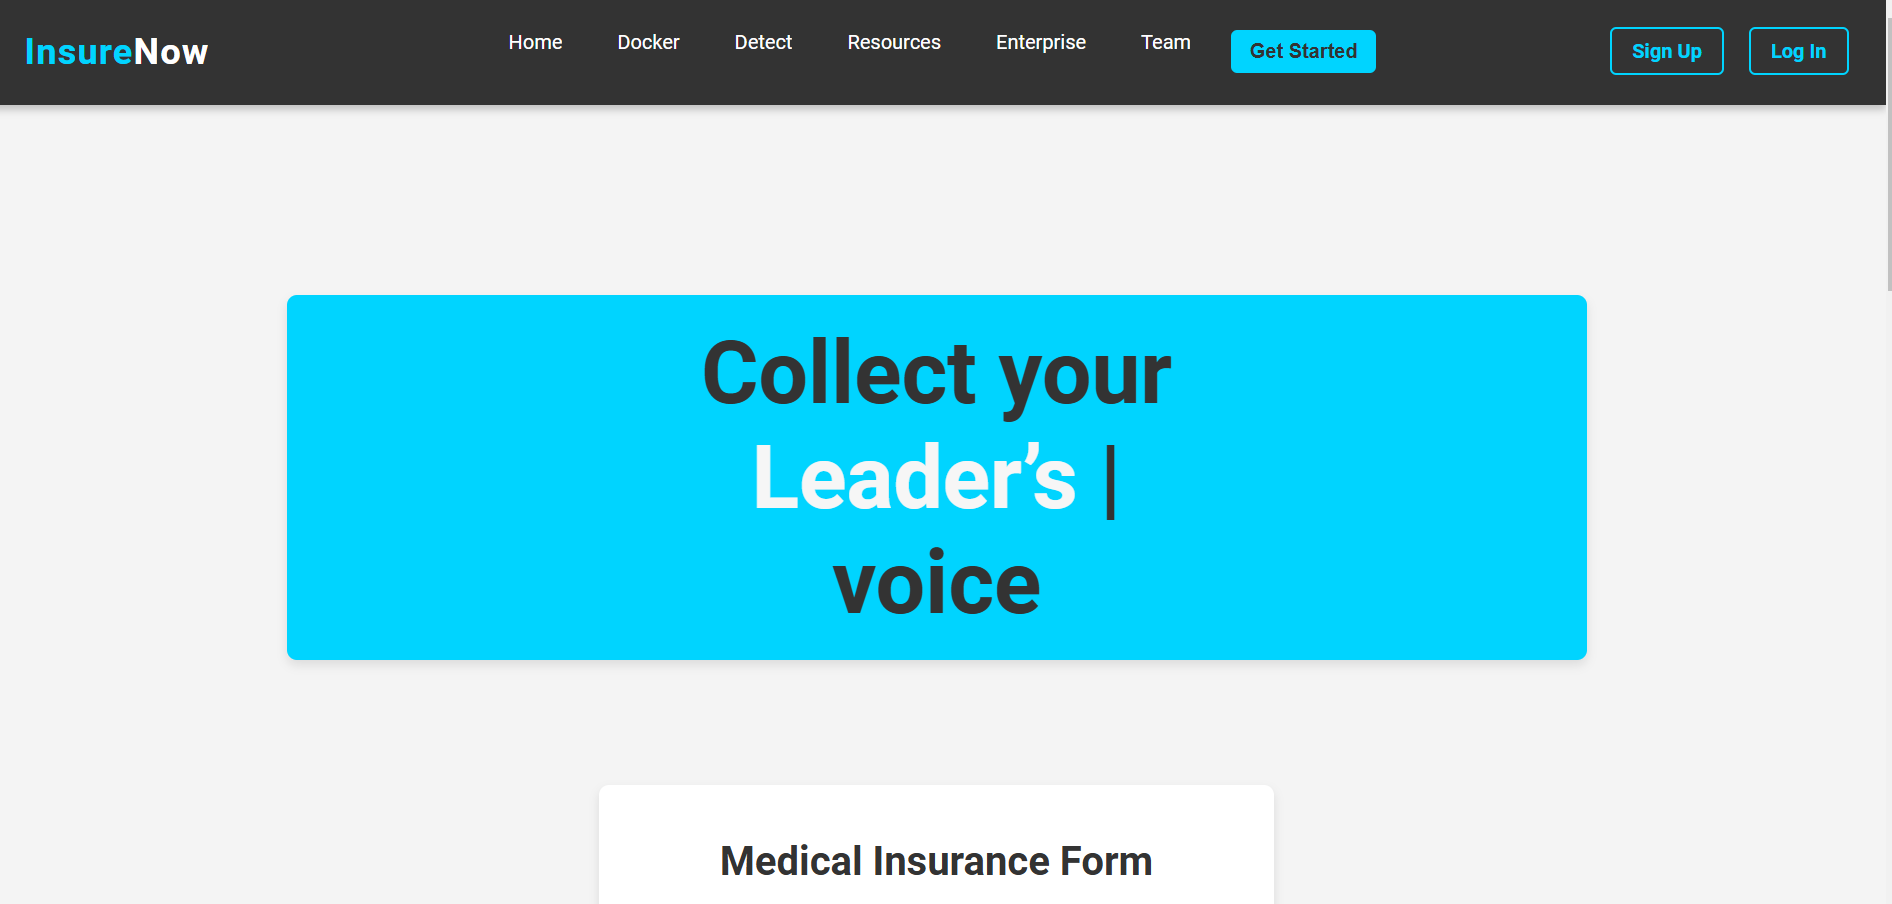 InsureNow
Home Docker Detect Resources Enterprise Team Get Started
Sign Up Log In
Collect your
Leader’s |
voice
Medical Insurance Form